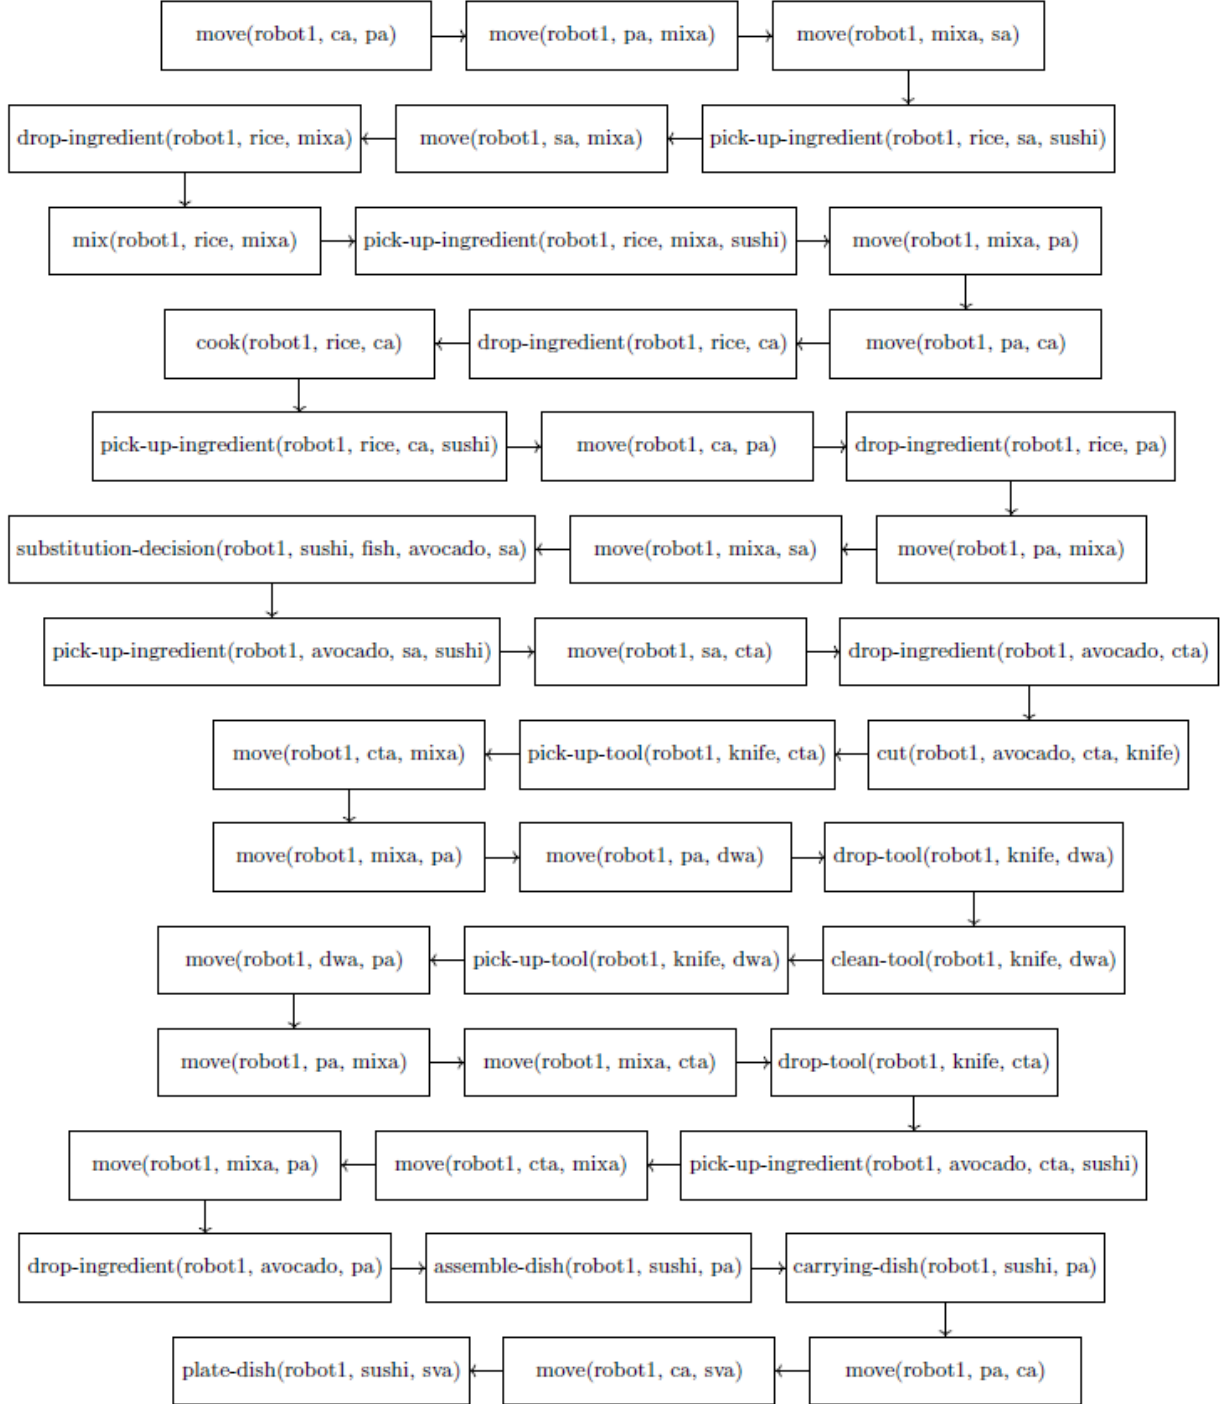 move(robot1, ca, pa)
move(robot1, pa, mixa)
move(robot1, mixa, sa)
pick-up-ingredient(robot1, rice, sa, sushi)
move(robot1, sa, mixa)
drop-ingredient(robot1, rice, mixa)
mix(robot1, rice, mixa)
pick-up-ingredient(robot1, rice, mixa, sushi)
move(robot1, mixa, pa)
move(robot1, pa, ca)
drop-ingredient(robot1, rice, ca)
cook(robot1, rice, ca)
pick-up-ingredient(robot1, rice, ca, sushi)
move(robot1, ca, pa)
drop-ingredient(robot1, rice, pa)
move(robot1, pa, mixa)
move(robot1, mixa, sa)
substitution-decision(robot1, sushi, fish, avocado, sa)
pick-up-ingredient(robot1, avocado, sa, sushi)
move(robot1, sa, cta)
drop-ingredient(robot1, avocado, cta)
cut(robot1, avocado, cta, knife)
pick-up-tool(robot1, knife, cta)
move(robot1, cta, mixa)
move(robot1, mixa, pa)
move(robot1, pa, dwa)
drop-tool(robot1, knife, dwa)
clean-tool(robot1, knife, dwa)
pick-up-tool(robot1, knife, dwa)
move(robot1, dwa, pa)
move(robot1, pa, mixa)
move(robot1, mixa, cta)
drop-tool(robot1, knife, cta)
pick-up-ingredient(robot1, avocado, cta, sushi)
move(robot1, cta, mixa)
move(robot1, mixa, pa)
drop-ingredient(robot1, avocado, pa)
assemble-dish(robot1, sushi, pa)
carrying-dish(robot1, sushi, pa)
move(robot1, pa, ca)
move(robot1, ca, sva)
plate-dish(robot1, sushi, sva)